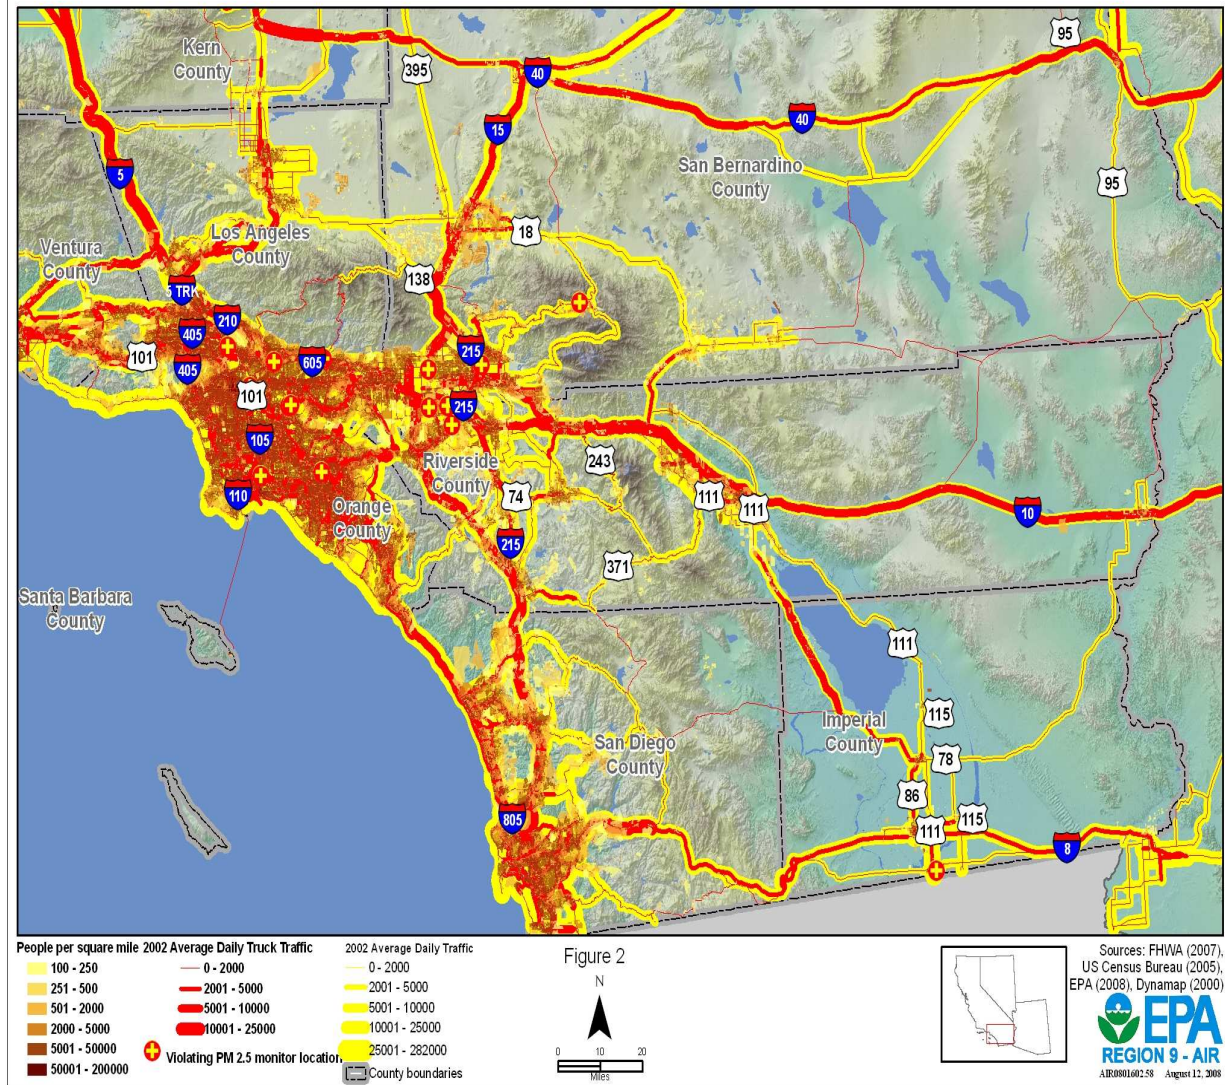 Kern
County
395
40
95
5
15
40
San Bernardino
County
95
Ventura
County
Los Angeles
County
18
138
5 TRK
210
405
405
101
605
215
101
215
105
110
Riverside
County
Orange
County
243
74
111
111
10
215
371
Santa Barbara
County
111
115
Imperial
County
San Diego
County
78
86
115
111
805
8
People per square mile
100 - 250
251 - 500
501 - 2000
2000 - 5000
5001 - 50000
50001 - 200000
2002 Average Daily Truck Traffic
0 - 2000
2001 - 5000
5001 - 10000
10001 - 25000
Violating PM 2.5 monitor location
2002 Average Daily Traffic
0 - 2000
2001 - 5000
5001 - 10000
10001 - 25000
25001 - 282000
County boundaries
Figure 2
N
0 10 20
Miles
Sources: FHWA (2007),
US Census Bureau (2005),
EPA (2008), Dynamap (2000)
EPA
REGION 9 - AIR
AIR0801602.58 August 12, 2008